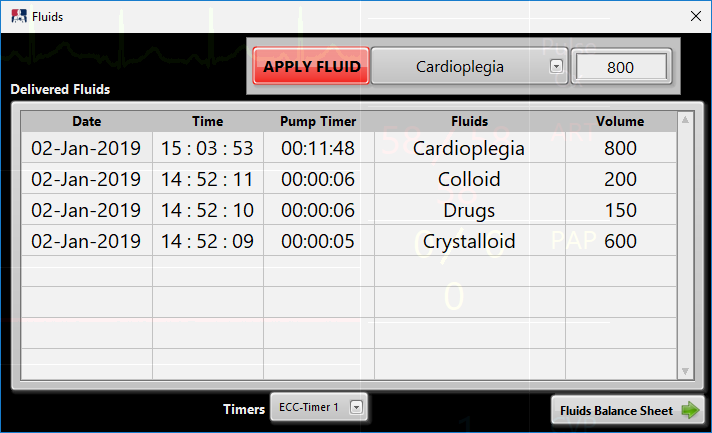 Fluids
APPLY FLUID Cardioplegia 800
Delivered Fluids
Date Time Pump Timer Fluids Volume
02-Jan-2019 15 : 03 : 53 00:11:48 Cardioplegia 800
02-Jan-2019 14 : 52 : 11 00:00:06 Colloid 200
02-Jan-2019 14 : 52 : 10 00:00:06 Drugs 150
02-Jan-2019 14 : 52 : 09 00:00:05 Crystalloid 600
PAP
0
Timers ECC-Timer 1 Fluids Balance Sheet